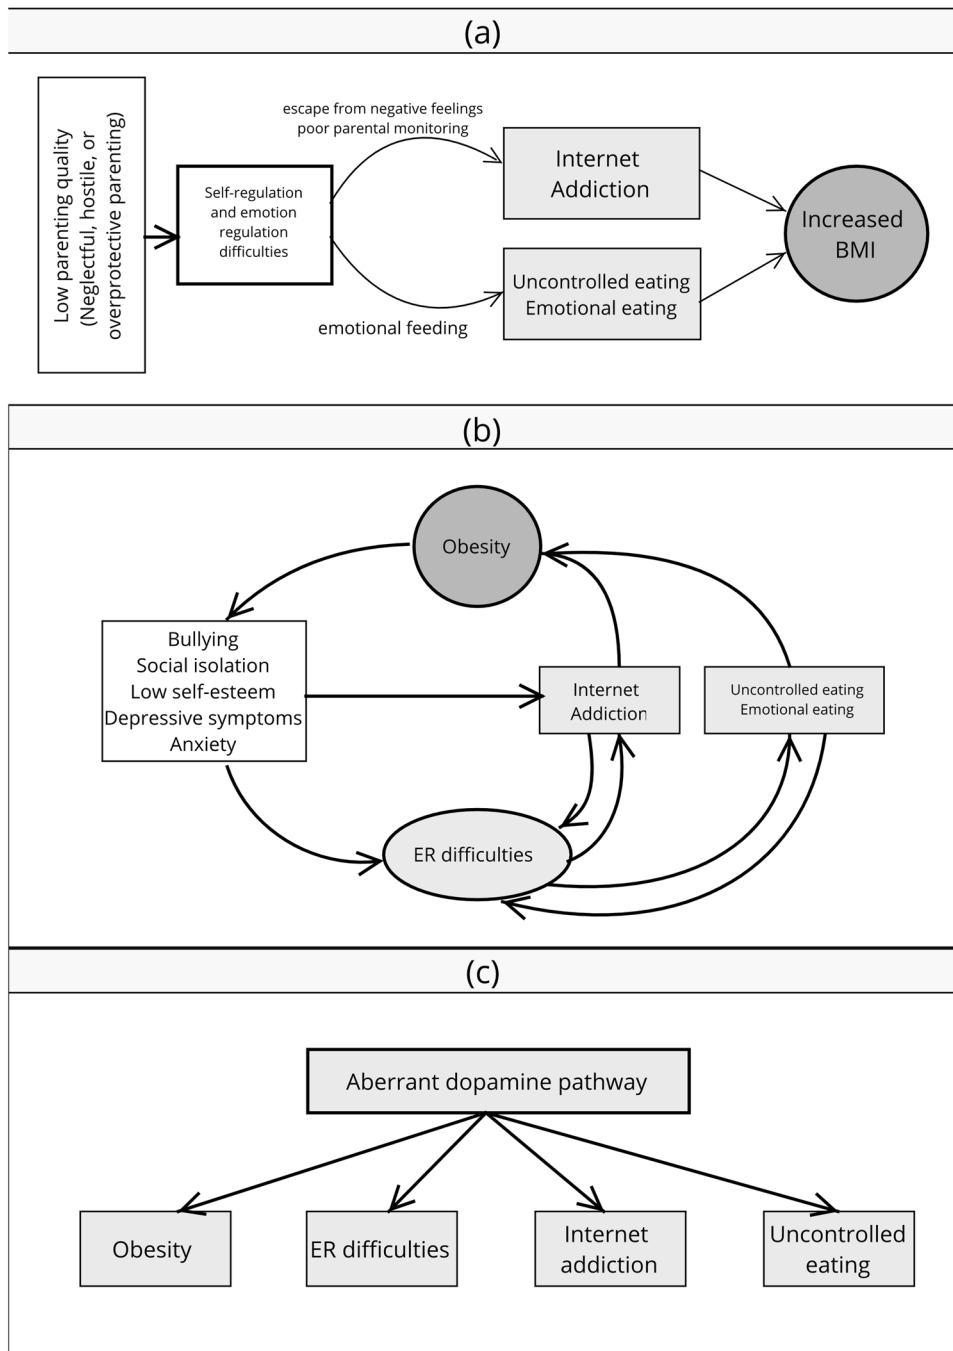 (a)
Low parenting quality
(Neglectful, hostile, or
overprotective parenting)
Self-regulation
and emotion
regulation
difficulties
escape from negative feelings
poor parental monitoring
emotional feeding
Internet
Addiction
Uncontrolled eating
Emotional eating
Increased
BMI
(b)
Obesity
Bullying
Social isolation
Low self-esteem
Depressive symptoms
Anxiety
Internet
Addiction
Uncontrolled eating
Emotional eating
ER difficulties
(c)
Aberrant dopamine pathway
Obesity
ER difficulties
Internet
addiction
Uncontrolled
eating